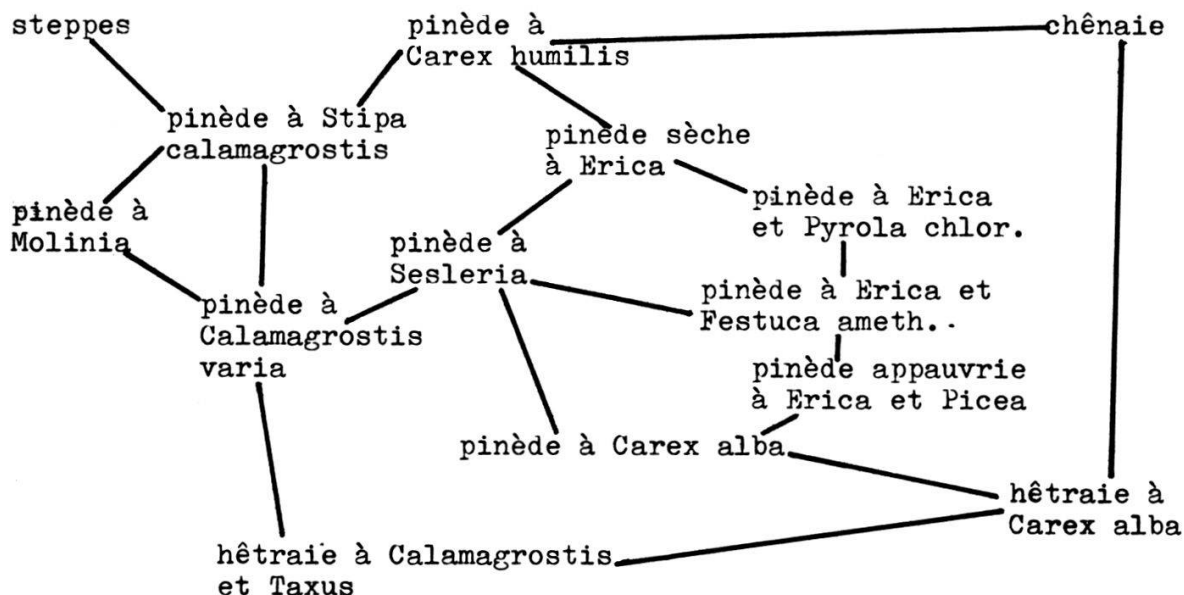 steppes
pinède à
Carex humilis
chênaie
pinède à Stipa
calamagrostis
pinède sèche
à Erica
pinède à
Molinia
pinède à Erica
et Pyrola chlor.
pinède à
Sesleria
pinède à
Calamagrostis
varia
pinède à Erica et
Festuca ameth..
pinède appauvrie
à Erica et Picea
pinède à Carex alba
hêtraie à
Carex alba
hêtraie à Calamagrostis
et Taxus